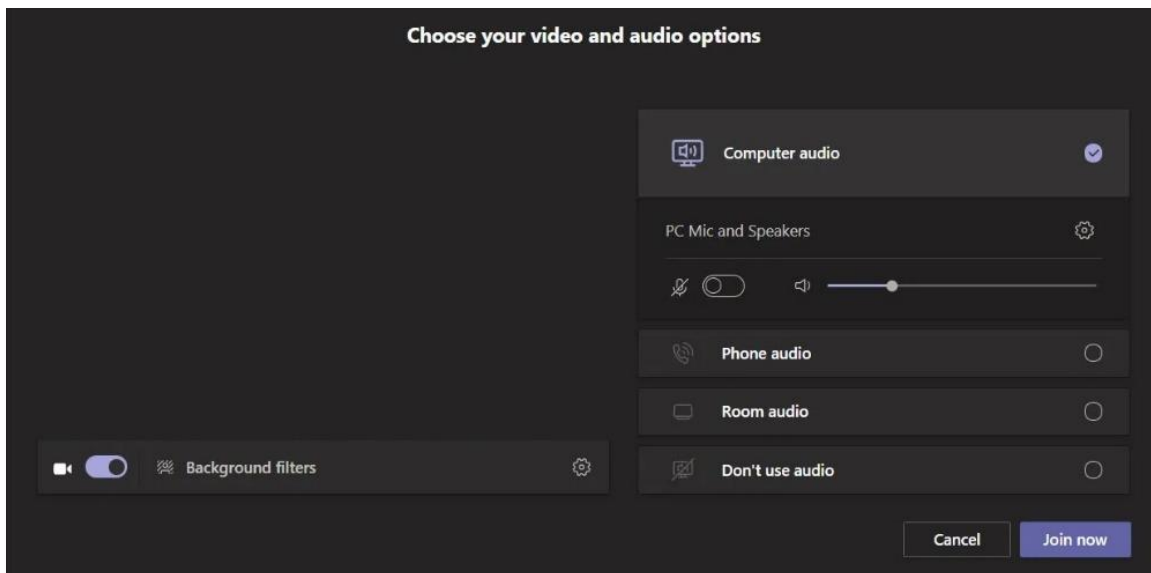 Choose your video and audio options
Computer audio
PC Mic and Speakers
Phone audio
Room audio
Background filters
Don't use audio
Cancel
Join now